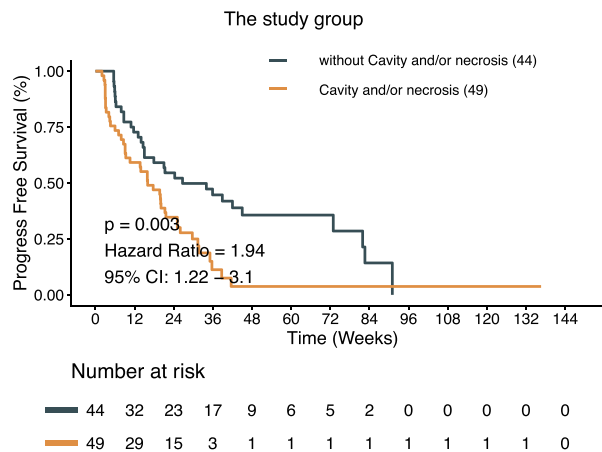 The study group
without Cavity and/or necrosis (44)
Cavity and/or necrosis (49)
Progress Free Survival (%)
1.00
0.75
0.50
0.25
0.00
p = 0.003
Hazard Ratio = 1.94
95% CI: 1.22 – 3.1
0 12 24 36 48 60 72 84 96 108 120 132 144
Time (Weeks)
Number at risk
44 32 23 17 9 6 5 2 0 0 0 0 0
49 29 15 3 1 1 1 1 1 1 1 1 0